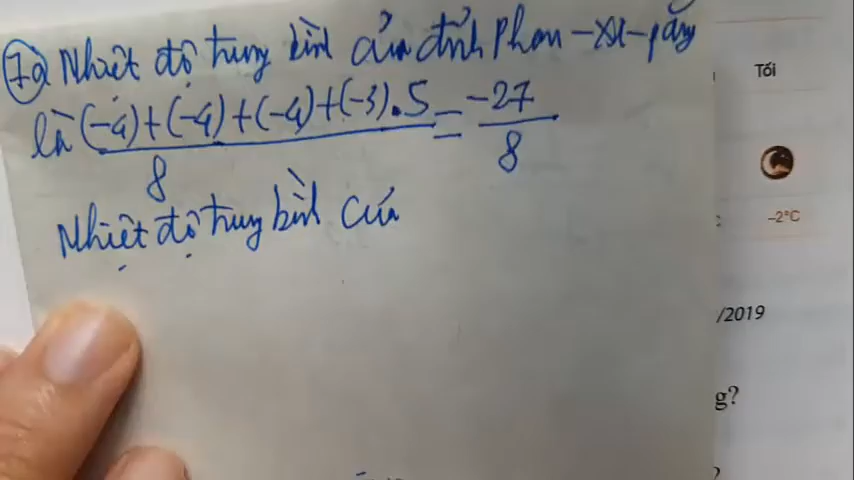 7a Nhiệt độ trung bình của đỉnh Phan-xi-păng
là (-4)+(-4)+(-4)+(-3).5 / 8 = -27 / 8
Nhiệt độ trung bình củ
Tối
-2°C
/2019
g?
?